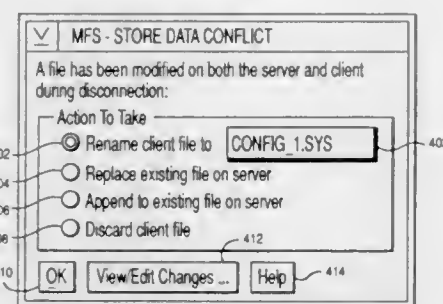 MFS - STORE DATA CONFLICT
A file has been modified on both the server and client
during disconnection:
Action To Take
Rename client file to CONFIG_1.SYS
Replace existing file on server
Append to existing file on server
Discard client file
412
OK View/Edit Changes ... Help 414